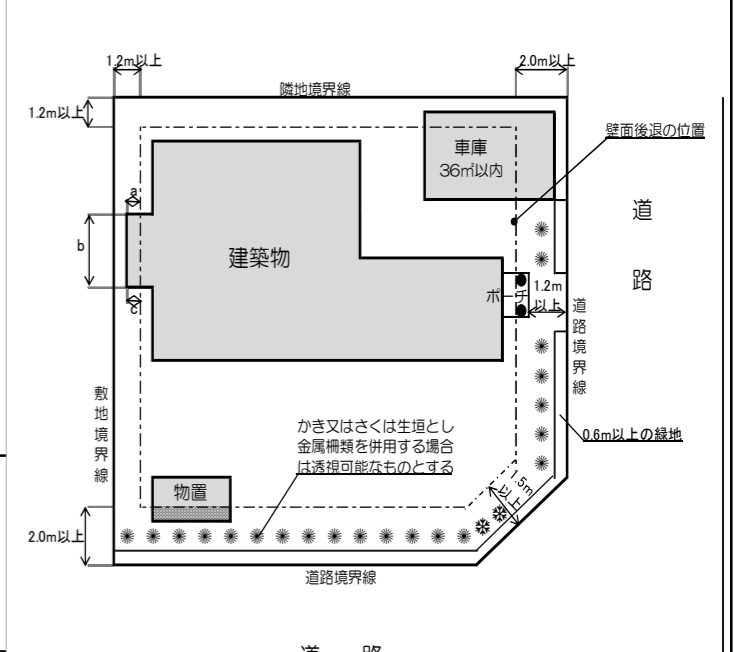 1.2m以上
2.0m以上
隣地境界線
1.2m以上
車庫
36㎡以内
壁面後退の位置
道路
a
b
c
建築物
ポーチ
1.2m
以上
道路境界線
敷地境界線
かき又はさくは生垣とし
金属柵類を併用する場合
は透視可能なものとする
0.6m以上の緑地
1.5m
以上
物置
2.0m以上
道路境界線
道路